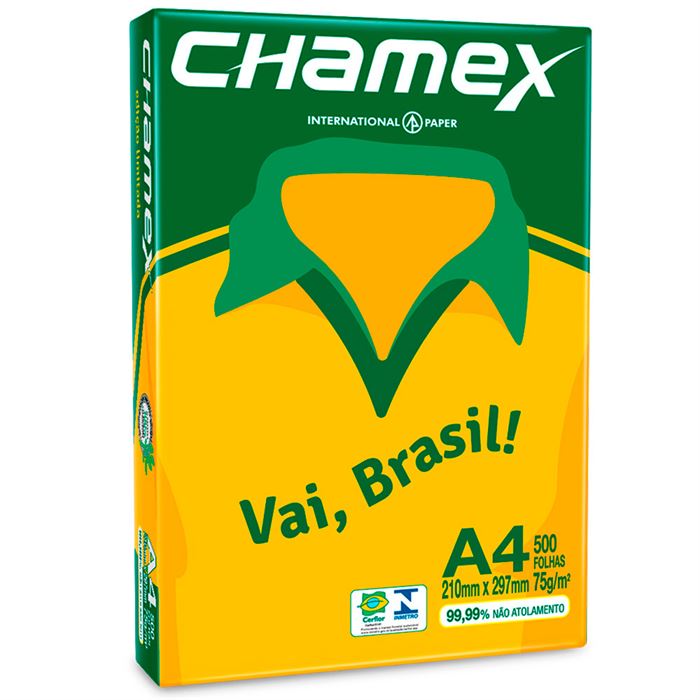 CHamex
INTERNATIONAL PAPER
Vai, Brasil!
A4 500
FOLHAS
210mm x 297mm 75g/m²
99,99% NÃO ATOLAMENTO
Cerflor
INMETRO
CHamex
edição limitada
A4